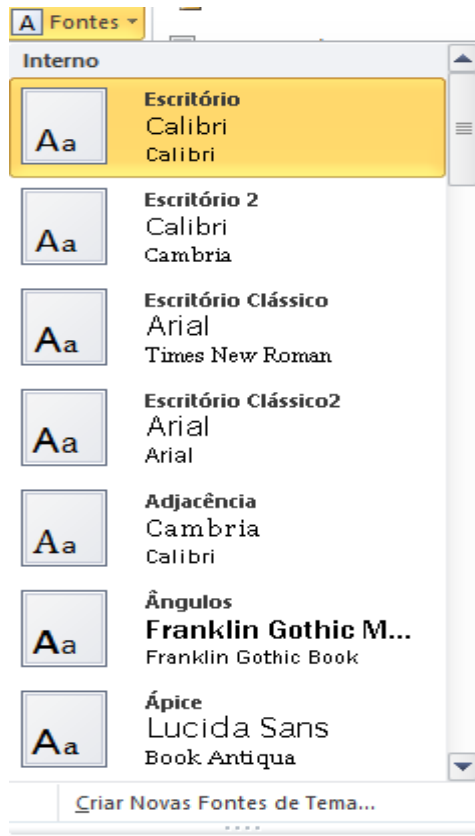 A Fontes
Interno
Escritório
Calibri
Calibri
Aa
Escritório 2
Calibri
Cambria
Aa
Escritório Clássico
Arial
Times New Roman
Aa
Escritório Clássico2
Arial
Arial
Aa
Adjacência
Cambria
Calibri
Aa
Ângulos
Franklin Gothic M...
Franklin Gothic Book
Aa
Ápice
Lucida Sans
Book Antiqua
Aa
Criar Novas Fontes de Tema...